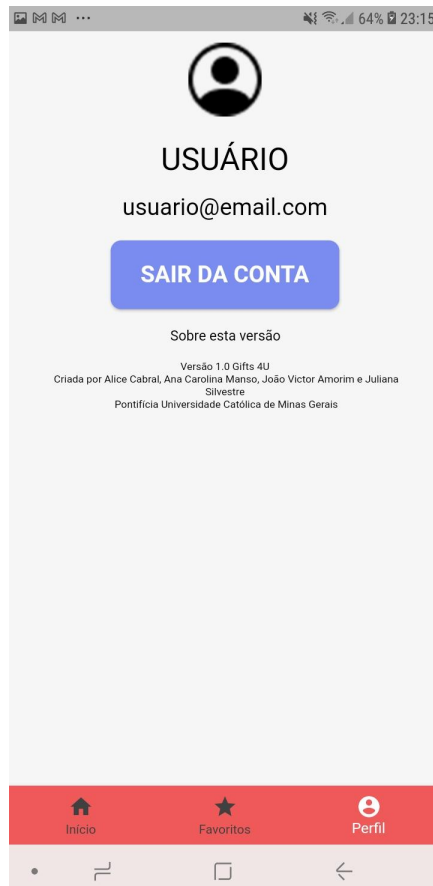 64% 23:15
USUÁRIO
usuario@email.com
SAIR DA CONTA
Sobre esta versão
Versão 1.0 Gifts 4U
Criada por Alice Cabral, Ana Carolina Manso, João Victor Amorim e Juliana
Silvestre
Pontifícia Universidade Católica de Minas Gerais
Início Favoritos Perfil